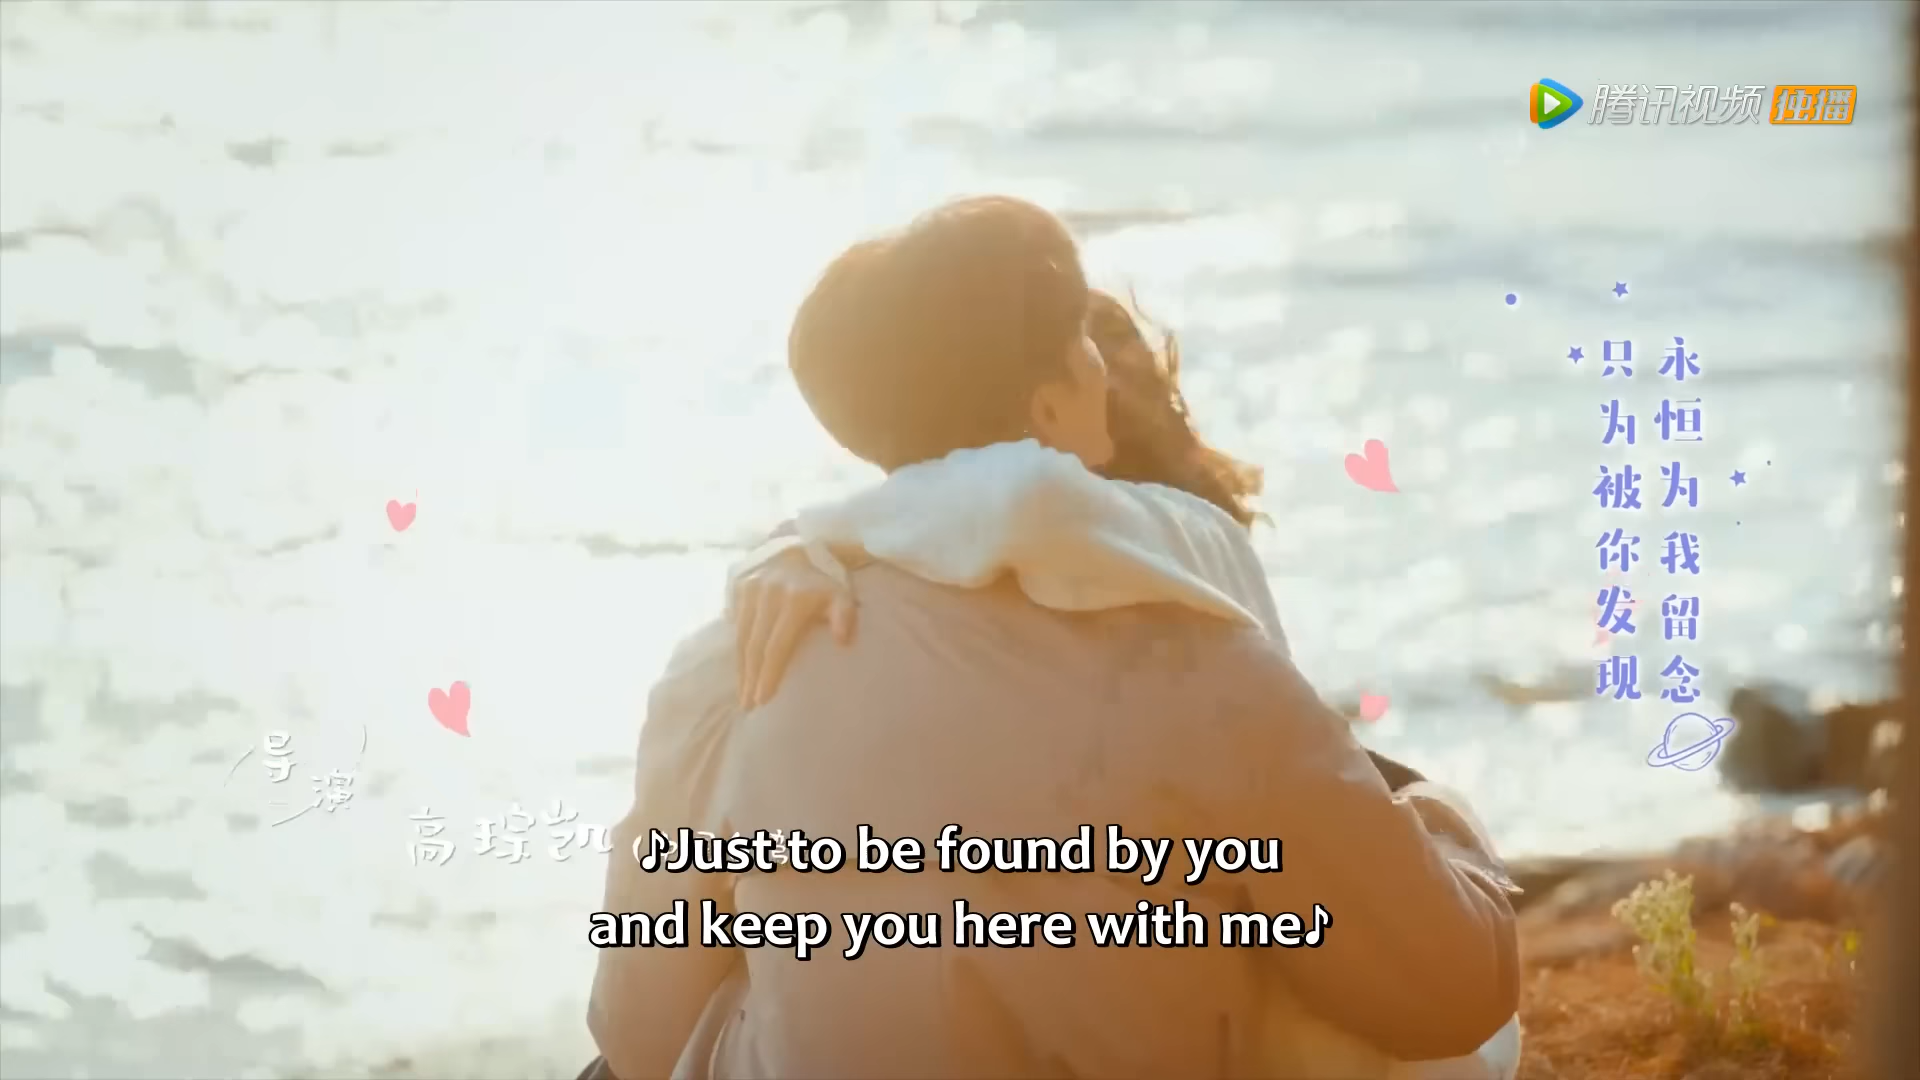 腾讯视频 独播
永恒为我留念
只为被你发现
导演
高琮凯
♪Just to be found by you
and keep you here with me♪